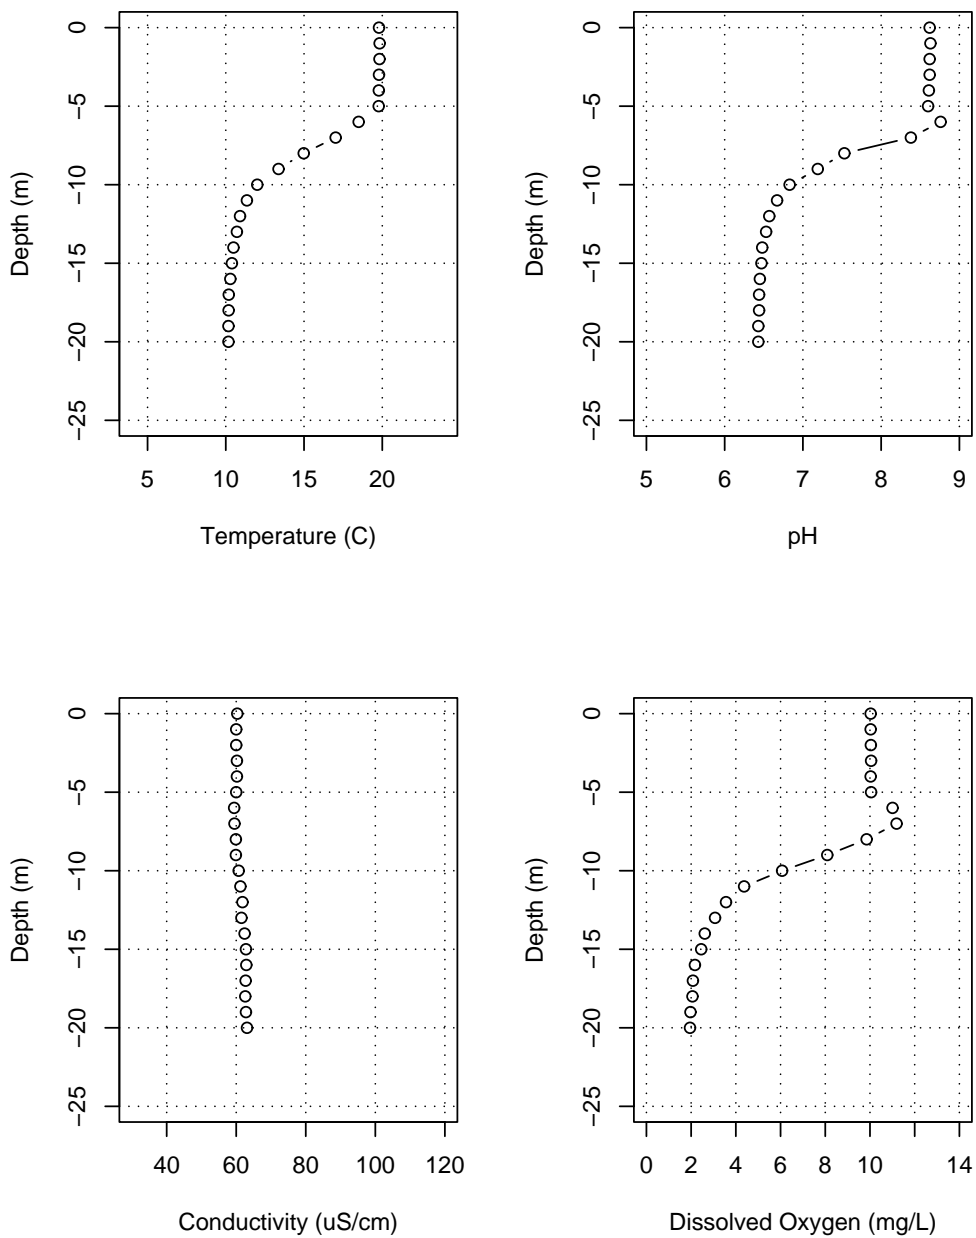 0
−5
−10
−15
−20
−25
Depth (m)
5 10 15 20
Temperature (C)
0
−5
−10
−15
−20
−25
Depth (m)
5 6 7 8 9
pH
0
−5
−10
−15
−20
−25
Depth (m)
40 60 80 100 120
Conductivity (uS/cm)
0
−5
−10
−15
−20
−25
Depth (m)
0 2 4 6 8 10 14
Dissolved Oxygen (mg/L)